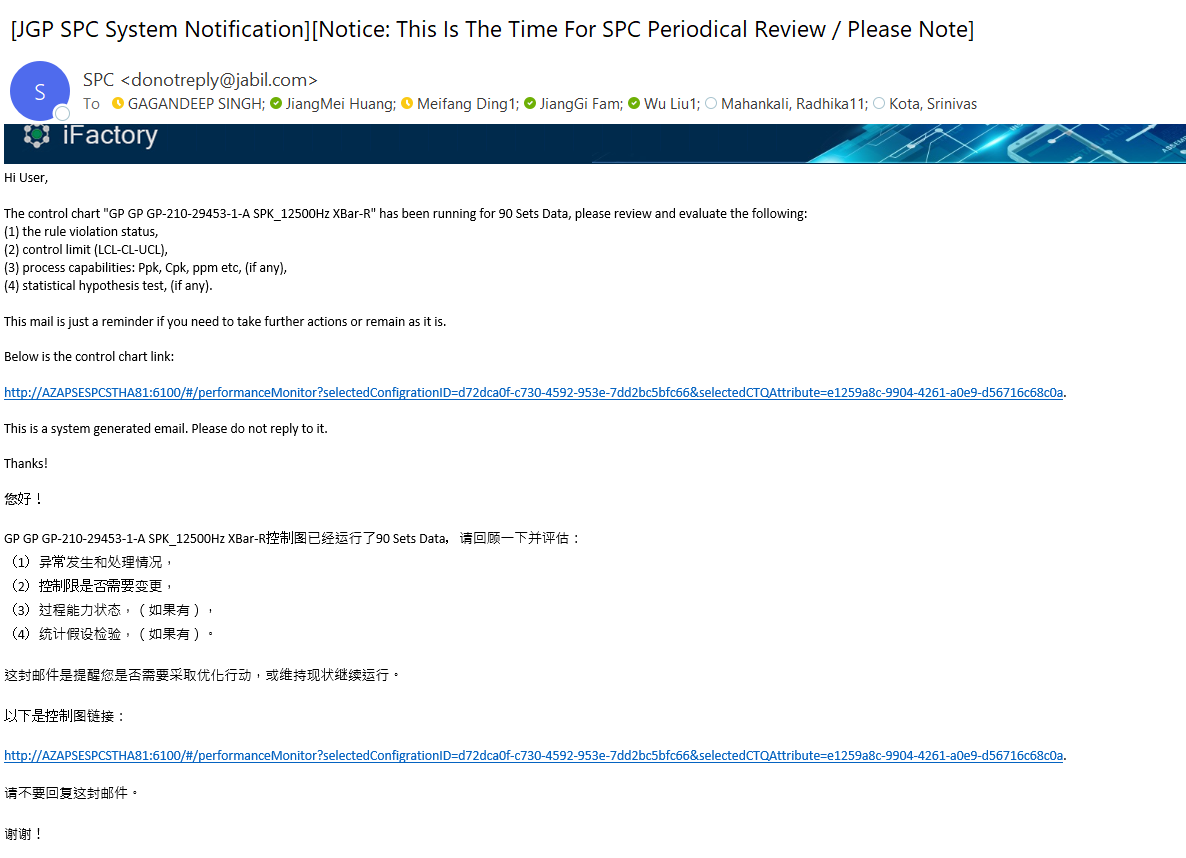 [JGP SPC System Notification][Notice: This Is The Time For SPC Periodical Review / Please Note]
S
SPC <donotreply@jabil.com>
To GAGANDEEP SINGH; JiangMei Huang; Meifang Ding1; JiangGi Fam; Wu Liu1; Mahankali, Radhika11; Kota, Srinivas
iFactory
Hi User,
The control chart "GP GP GP-210-29453-1-A SPK_12500Hz XBar-R" has been running for 90 Sets Data, please review and evaluate the following:
(1) the rule violation status,
(2) control limit (LCL-CL-UCL),
(3) process capabilities: Ppk, Cpk, ppm etc, (if any),
(4) statistical hypothesis test, (if any).
This mail is just a reminder if you need to take further actions or remain as it is.
Below is the control chart link:
http://AZAPSESPCSTHA81:6100/#/performanceMonitor?selectedConfigrationID=d72dca0f-c730-4592-953e-7dd2bc5bfc66&selectedCTQAttribute=e1259a8c-9904-4261-a0e9-d56716c68c0a.
This is a system generated email. Please do not reply to it.
Thanks!
您好！
GP GP GP-210-29453-1-A SPK_12500Hz XBar-R控制图已经运行了90 Sets Data，请回顾一下并评估：
（1）异常发生和处理情况，
（2）控制限是否需要变更，
（3）过程能力状态，（如果有），
（4）统计假设检验，（如果有）。
这封邮件是提醒您是否需要采取优化行动，或维持现状继续运行。
以下是控制图链接：
http://AZAPSESPCSTHA81:6100/#/performanceMonitor?selectedConfigrationID=d72dca0f-c730-4592-953e-7dd2bc5bfc66&selectedCTQAttribute=e1259a8c-9904-4261-a0e9-d56716c68c0a.
请不要回复这封邮件。
谢谢！